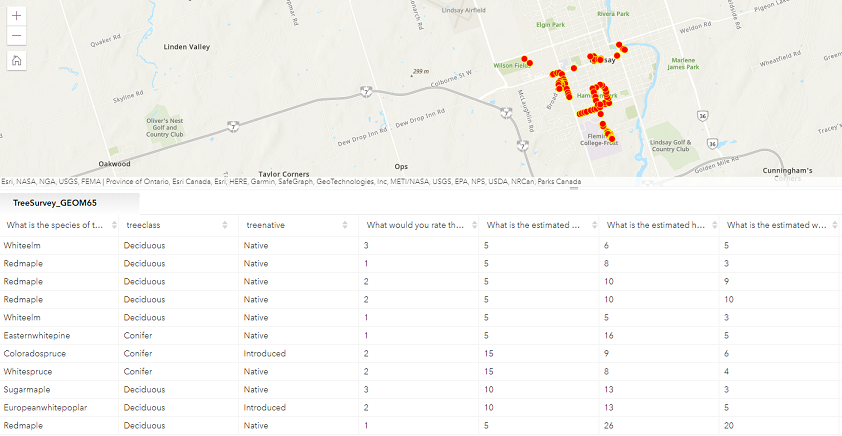 Lindsay Airfield
Rivera Park
Pigeon Lake
Elgin Park
Weldon Rd
Quaker Rd
Linden Valley
Monarch Rd
Wilson Fields
Marlene
James Park
Wheatfield Rd
299 m
Colborne St W
Skyline Rd
7
McLaughlin Rd
Broad
36
Oliver's Nest
Golf and
Country Club
7
Dew Drop Inn Rd
Dew Drop Inn Rd
7
College-Frost
Lindsay Golf &
Country Club
36
Tracey's
Oakwood
Taylor Corners
Ops
Golden Mile Rd
Cunningham's
Corners
Esri, NASA, NGA, USGS, FEMA | Province of Ontario, Esri Canada, Esri, HERE, Garmin, SafeGraph, GeoTechnologies, Inc, METI/NASA, USGS, EPA, NPS, USDA, NRCan, Parks Canada
TreeSurvey_GEOM65
What is the species of t... treeclass treenative What would you rate th... What is the estimated ... What is the estimated h... What is the estimated w...
Whiteelm Deciduous Native 3 5 6 5
Redmaple Deciduous Native 1 5 8 3
Redmaple Deciduous Native 2 5 10 9
Redmaple Deciduous Native 2 5 10 10
Whiteelm Deciduous Native 1 5 5 3
Easternwhitepine Conifer Native 1 5 16 5
Coloradospruce Conifer Introduced 2 15 9 6
Whitespruce Conifer Native 2 15 8 4
Sugarmaple Deciduous Native 3 10 13 3
Europeanwhitepoplar Deciduous Introduced 2 10 13 5
Redmaple Deciduous Native 1 5 26 20